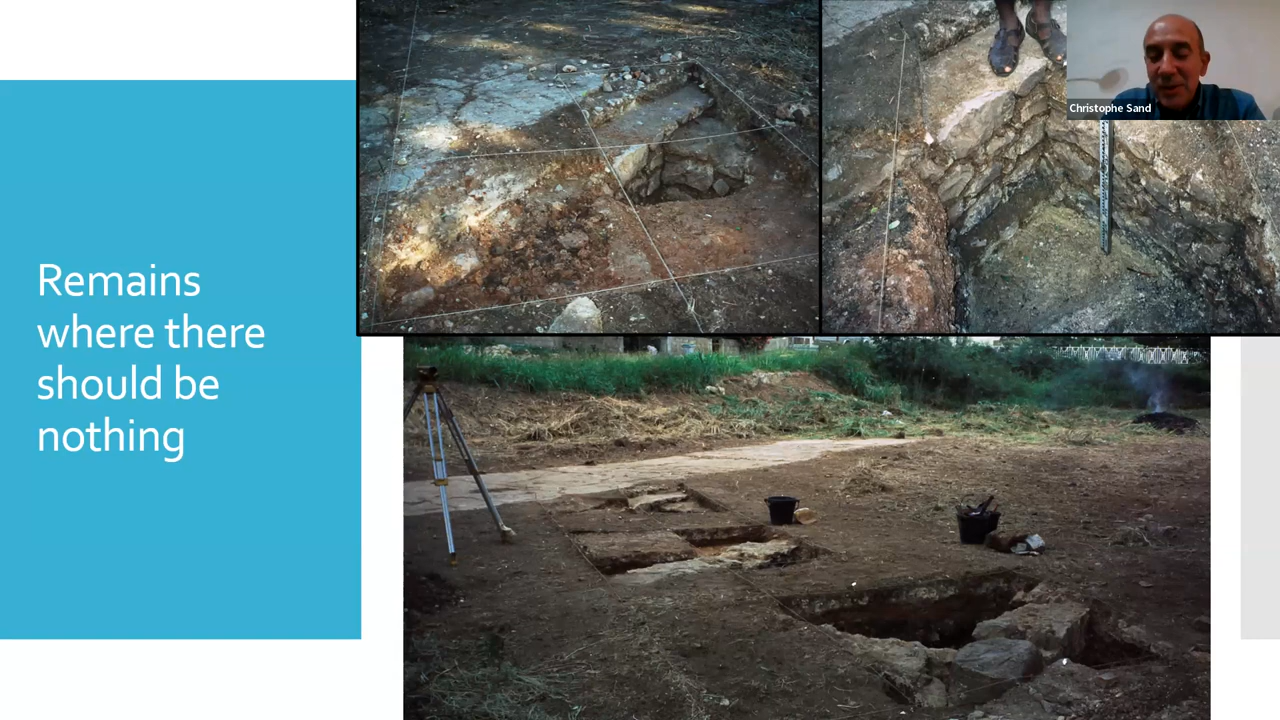 Remains
where there
should be
nothing
Christophe Sand